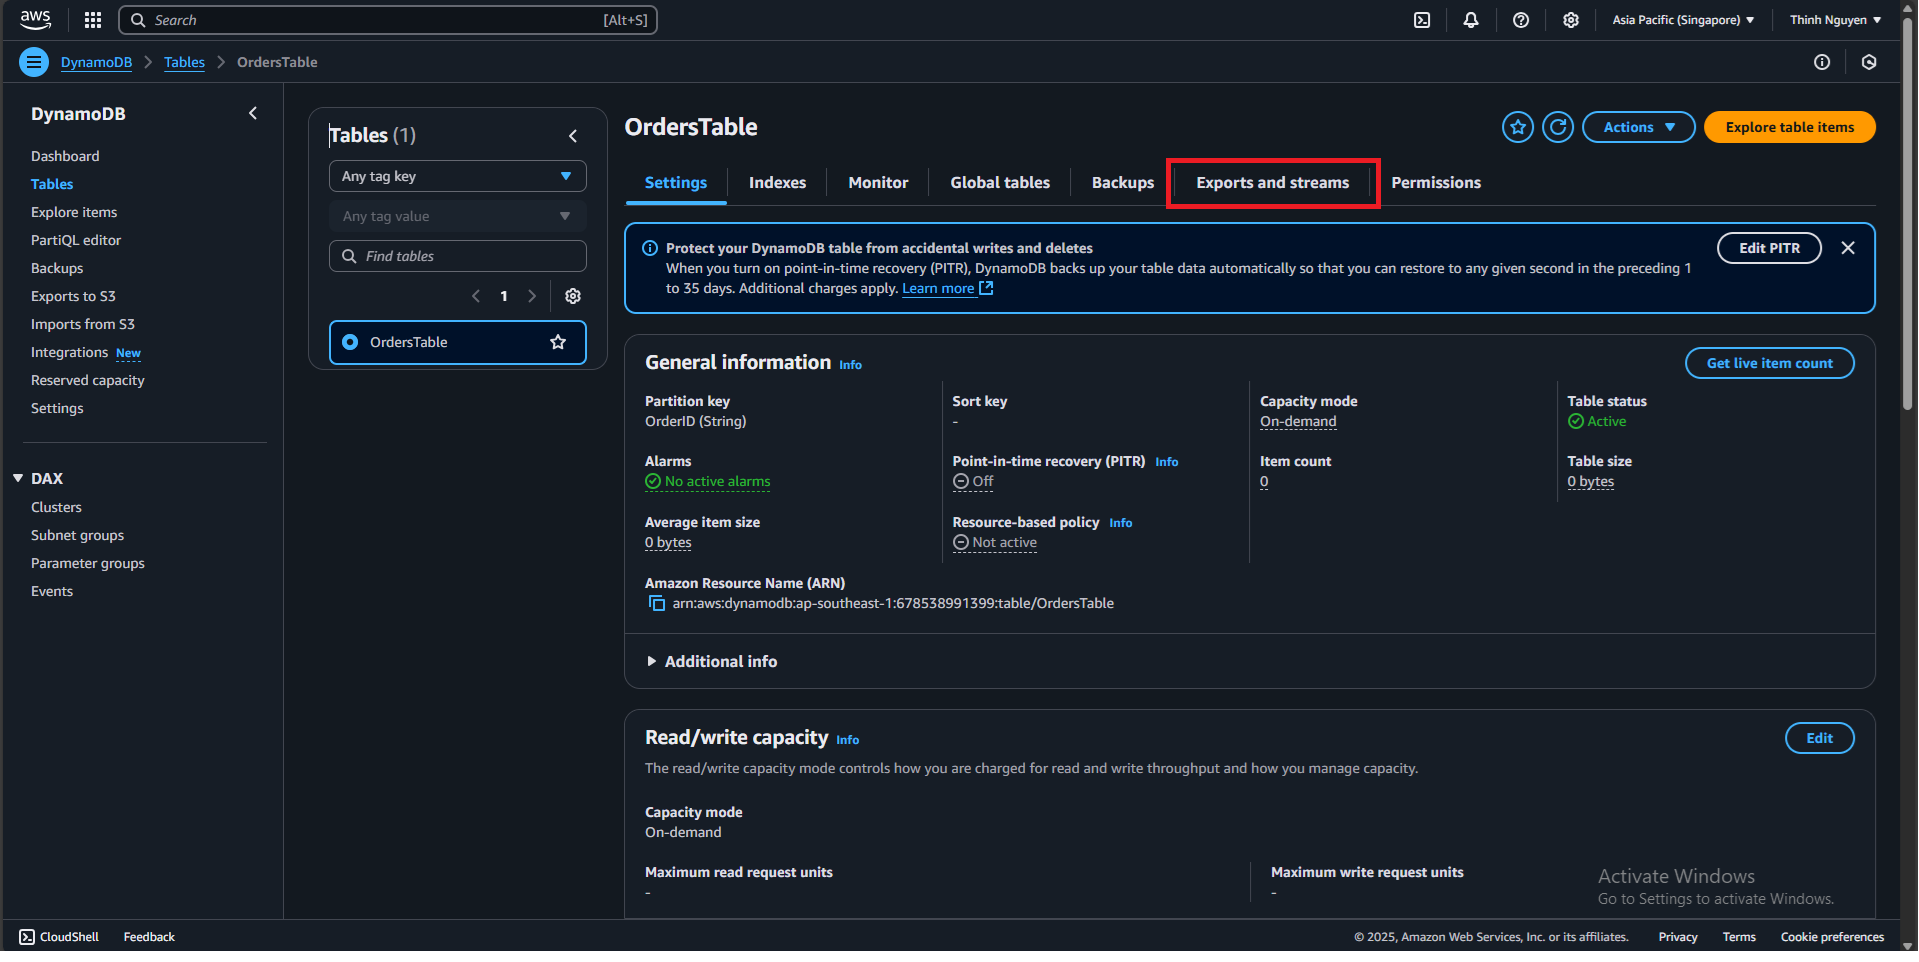 aws
Search
[Alt+S]
Asia Pacific (Singapore)
Thinh Nguyen
DynamoDB
Tables
OrdersTable
DynamoDB
Dashboard
Tables
Explore items
PartiQL editor
Backups
Exports to S3
Imports from S3
Integrations New
Reserved capacity
Settings
DAX
Clusters
Subnet groups
Parameter groups
Events
Tables (1)
Any tag key
Any tag value
Find tables
1
OrdersTable
OrdersTable
Actions
Explore table items
Settings
Indexes
Monitor
Global tables
Backups
Exports and streams
Permissions
Protect your DynamoDB table from accidental writes and deletes
When you turn on point-in-time recovery (PITR), DynamoDB backs up your table data automatically so that you can restore to any given second in the preceding 1
to 35 days. Additional charges apply. Learn more
Edit PITR
General information Info
Get live item count
Partition key
OrderID (String)
Sort key
-
Capacity mode
On-demand
Table status
Active
Alarms
No active alarms
Point-in-time recovery (PITR) Info
Off
Item count
0
Table size
0 bytes
Average item size
0 bytes
Resource-based policy Info
Not active
Amazon Resource Name (ARN)
arn:aws:dynamodb:ap-southeast-1:678538991399:table/OrdersTable
Additional info
Read/write capacity Info
Edit
The read/write capacity mode controls how you are charged for read and write throughput and how you manage capacity.
Capacity mode
On-demand
Maximum read request units
-
Maximum write request units
-
Activate Windows
Go to Settings to activate Windows.
CloudShell
Feedback
© 2025, Amazon Web Services, Inc. or its affiliates.
Privacy
Terms
Cookie preferences